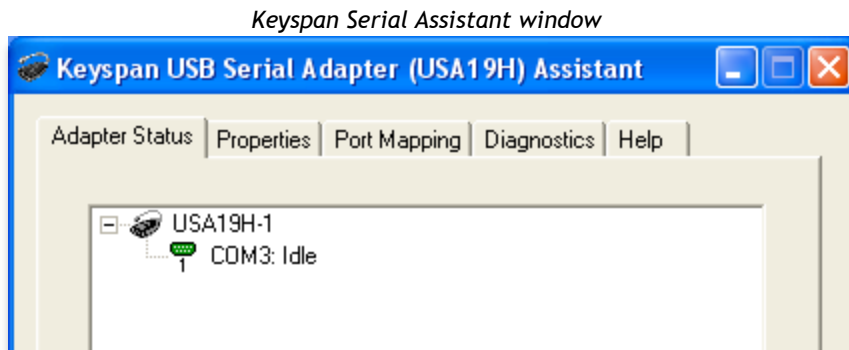 Keyspan Serial Assistant window
Keyspan USB Serial Adapter (USA19H) Assistant
Adapter Status Properties Port Mapping Diagnostics Help
USA19H-1
COM3: Idle
1